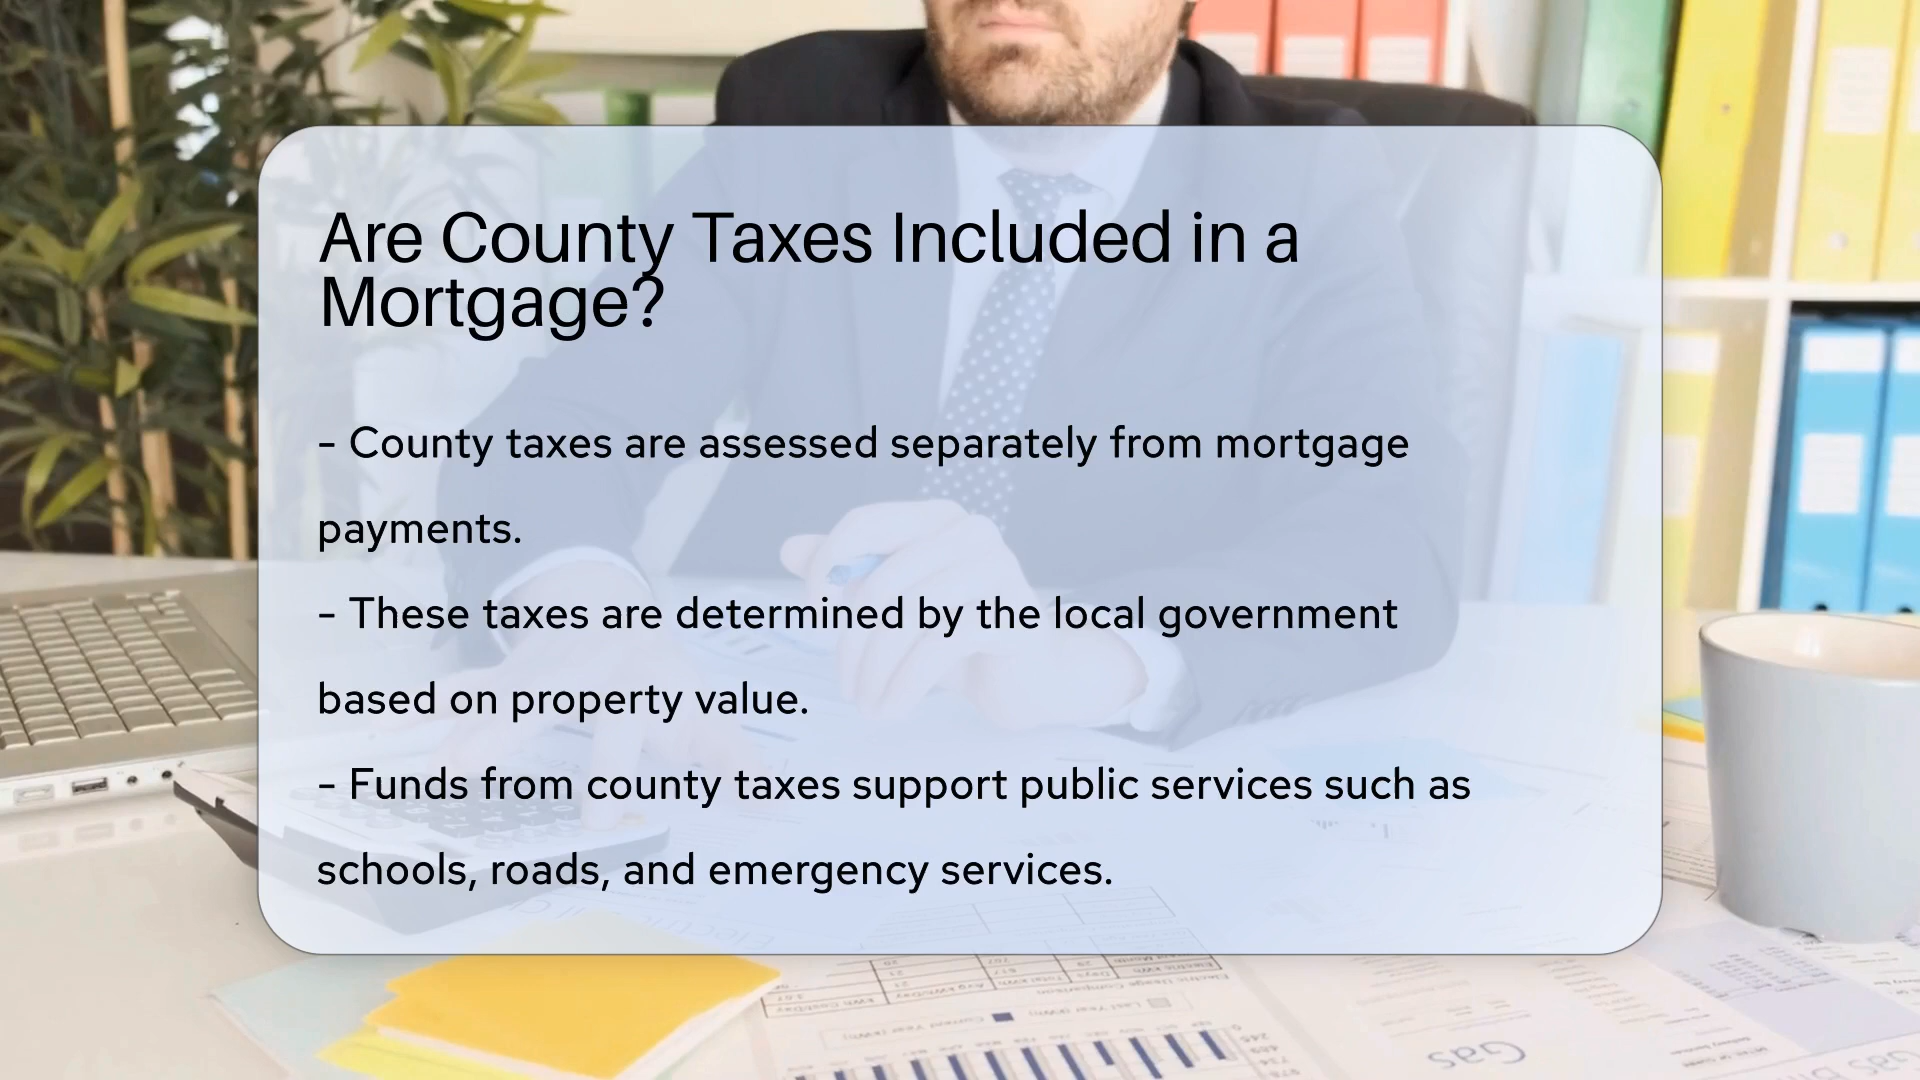 Are County Taxes Included in a
Mortgage?
- County taxes are assessed separately from mortgage
payments.
- These taxes are determined by the local government
based on property value.
- Funds from county taxes support public services such as
schools, roads, and emergency services.
Gas